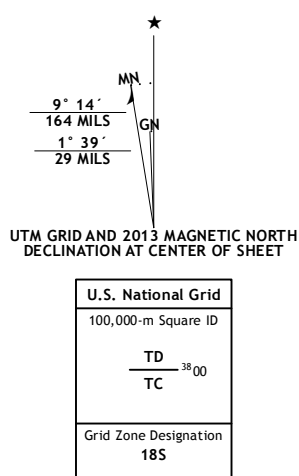 MN
9° 14´
164 MILS
GN
1° 39´
29 MILS
UTM GRID AND 2013 MAGNETIC NORTH
DECLINATION AT CENTER OF SHEET
U.S. National Grid
100,000-m Square ID
TD
3800
TC
Grid Zone Designation
18S